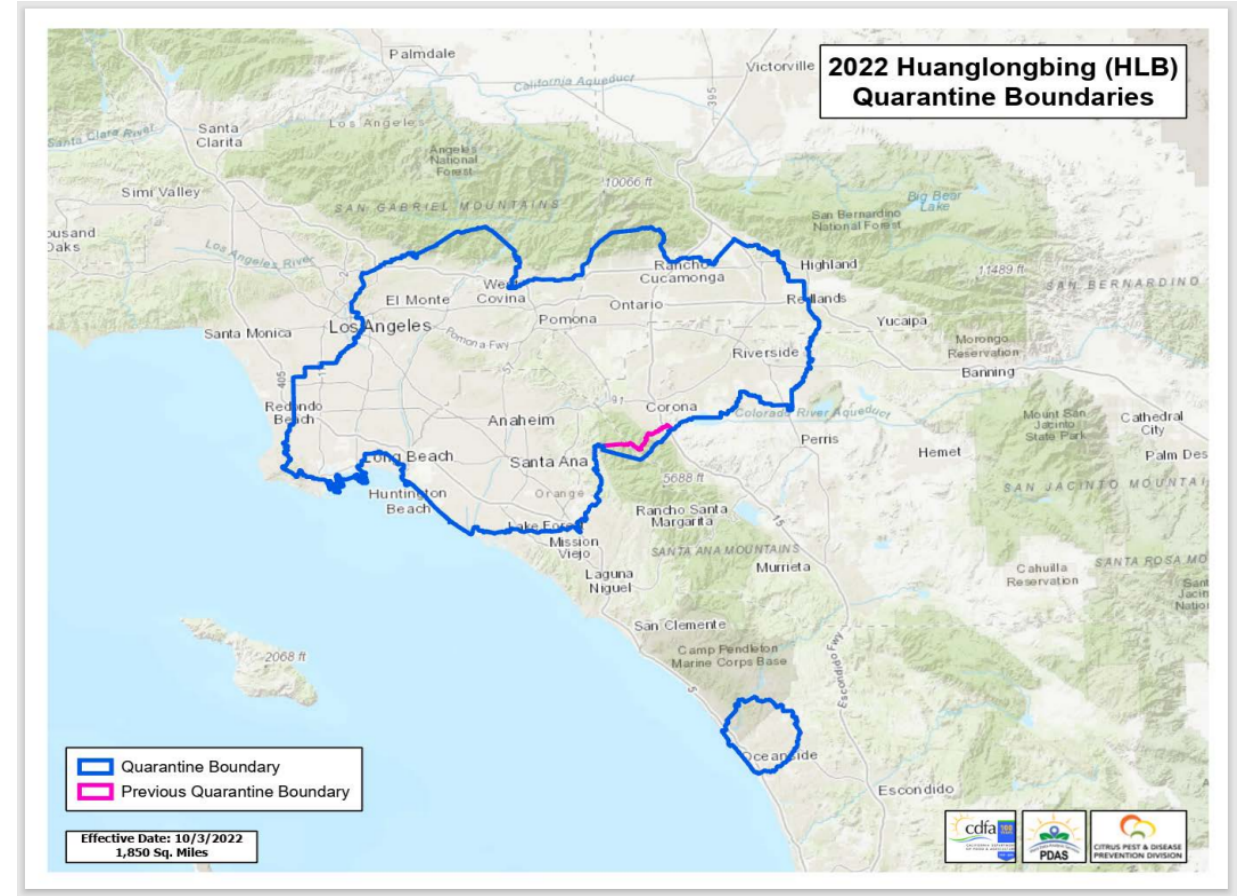 2022 Huanglongbing (HLB)
Quarantine Boundaries
Palmdale
Victorville
California Aqueduct
395
Santa Clara River
Santa
Clarita
Los Angeles
Angeles
National
Forest
Simi Valley
10066 ft
SAN GABRIEL MOUNTAINS
Big Bear
Lake
San Bernardino
National Forest
ousand
Oaks
Los Angeles River
2
Rancho
Cucamonga
Highland
11489 ft
SAN BERNARDINO
West
Covina
El Monte
Ontario
Redlands
Pomona
Yucaipa
Santa Monica
Los Angeles
Pomona Fwy
Riverside
Morongo
Reservation
Banning
405
57
91
Redondo
Beach
Anaheim
Corona
Colorado River Aqueduct
Mount San
Jacinto
State Park
Cathedral
City
Perris
Hemet
Palm Des
Long Beach
Santa Ana
5688 ft
SAN JACINTO MOUNTAI
Huntington
Beach
Orange
Rancho Santa
Margarita
15
Lake Forest
Mission
Viejo
SANTA ANA MOUNTAINS
Murrieta
Cahuilla
Reservation
SANTA ROSA MO
Laguna
Niguel
San Clemente
Camp Pendleton
Marine Corps Base
Escondido Fwy
2068 ft
5
Oceanside
Escondido
Quarantine Boundary
Previous Quarantine Boundary
Effective Date: 10/3/2022
1,850 Sq. Miles
cdfa
PDAS
CITRUS PEST & DISEASE
PREVENTION DIVISION